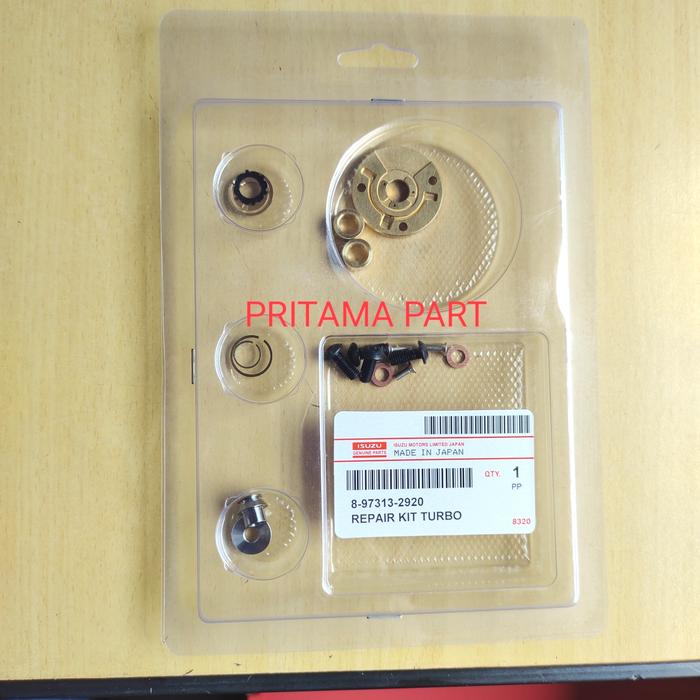 PRITAMA PART
ISUZU
GENUINE PARTS
ISUZU MOTORS LIMITED JAPAN
MADE IN JAPAN
QTY. 1
PP
8-97313-2920
REPAIR KIT TURBO
8320